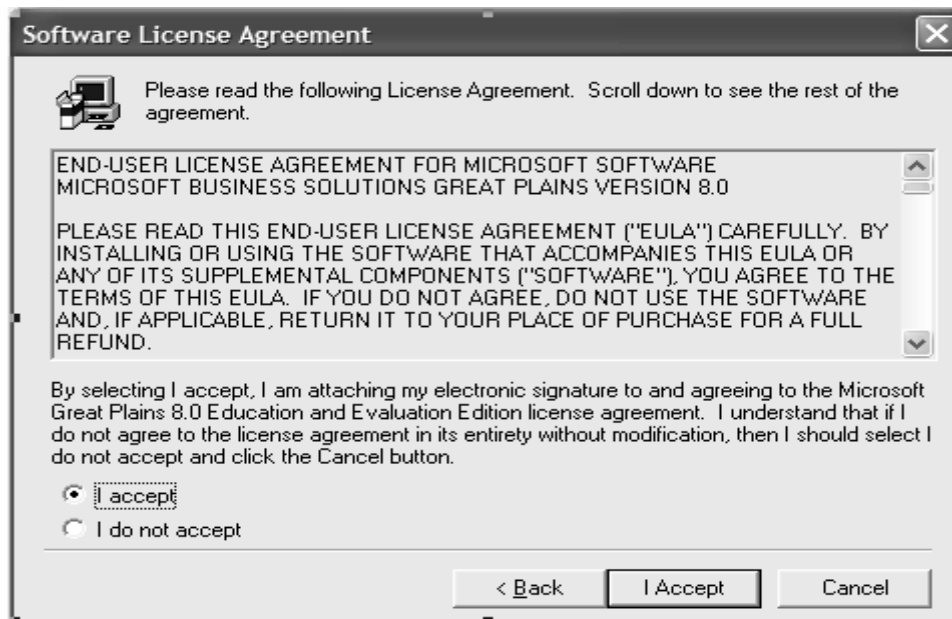 Software License Agreement
Please read the following License Agreement. Scroll down to see the rest of the
agreement.
END-USER LICENSE AGREEMENT FOR MICROSOFT SOFTWARE
MICROSOFT BUSINESS SOLUTIONS GREAT PLAINS VERSION 8.0
PLEASE READ THIS END-USER LICENSE AGREEMENT ("EULA") CAREFULLY. BY
INSTALLING OR USING THE SOFTWARE THAT ACCOMPANIES THIS EULA OR
ANY OF ITS SUPPLEMENTAL COMPONENTS ("SOFTWARE"), YOU AGREE TO THE
TERMS OF THIS EULA. IF YOU DO NOT AGREE, DO NOT USE THE SOFTWARE
AND, IF APPLICABLE, RETURN IT TO YOUR PLACE OF PURCHASE FOR A FULL
REFUND.
By selecting I accept, I am attaching my electronic signature to and agreeing to the Microsoft
Great Plains 8.0 Education and Evaluation Edition license agreement. I understand that if I
do not agree to the license agreement in its entirety without modification, then I should select I
do not accept and click the Cancel button.
I accept
I do not accept
< Back I Accept Cancel